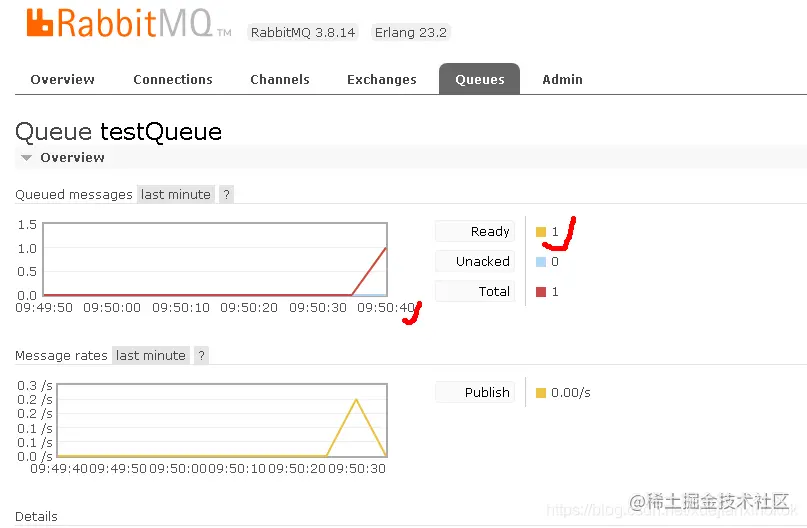 RabbitMQ TM RabbitMQ 3.8.14 Erlang 23.2
Overview Connections Channels Exchanges Queues Admin
Queue testQueue
Overview
Queued messages last minute ?
1.5
1.0
0.5
0.0
09:49:50 09:50:00 09:50:10 09:50:20 09:50:30 09:50:40
Ready 1
Unacked 0
Total 1
Message rates last minute ?
0.3 /s
0.2 /s
0.2 /s
0.1 /s
0.1 /s
0.0 /s
09:49:40 09:49:50 09:50:00 09:50:10 09:50:20 09:50:30
Publish 0.00/s
Details
@稀土掘金技术社区